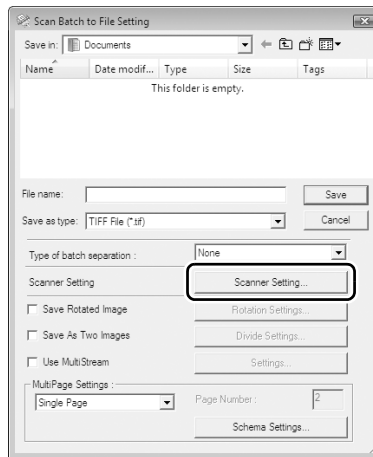 Scan Batch to File Setting
Save in: Documents
Name Date modif... Type Size Tags
This folder is empty.
File name: Save
Save as type: TIFF File (*.tif) Cancel
Type of batch separation : None
Scanner Setting Scanner Setting...
Save Rotated Image Rotation Settings...
Save As Two Images Divide Settings...
Use MultiStream Settings...
MultiPage Settings :
Single Page Page Number : 2
Schema Settings...